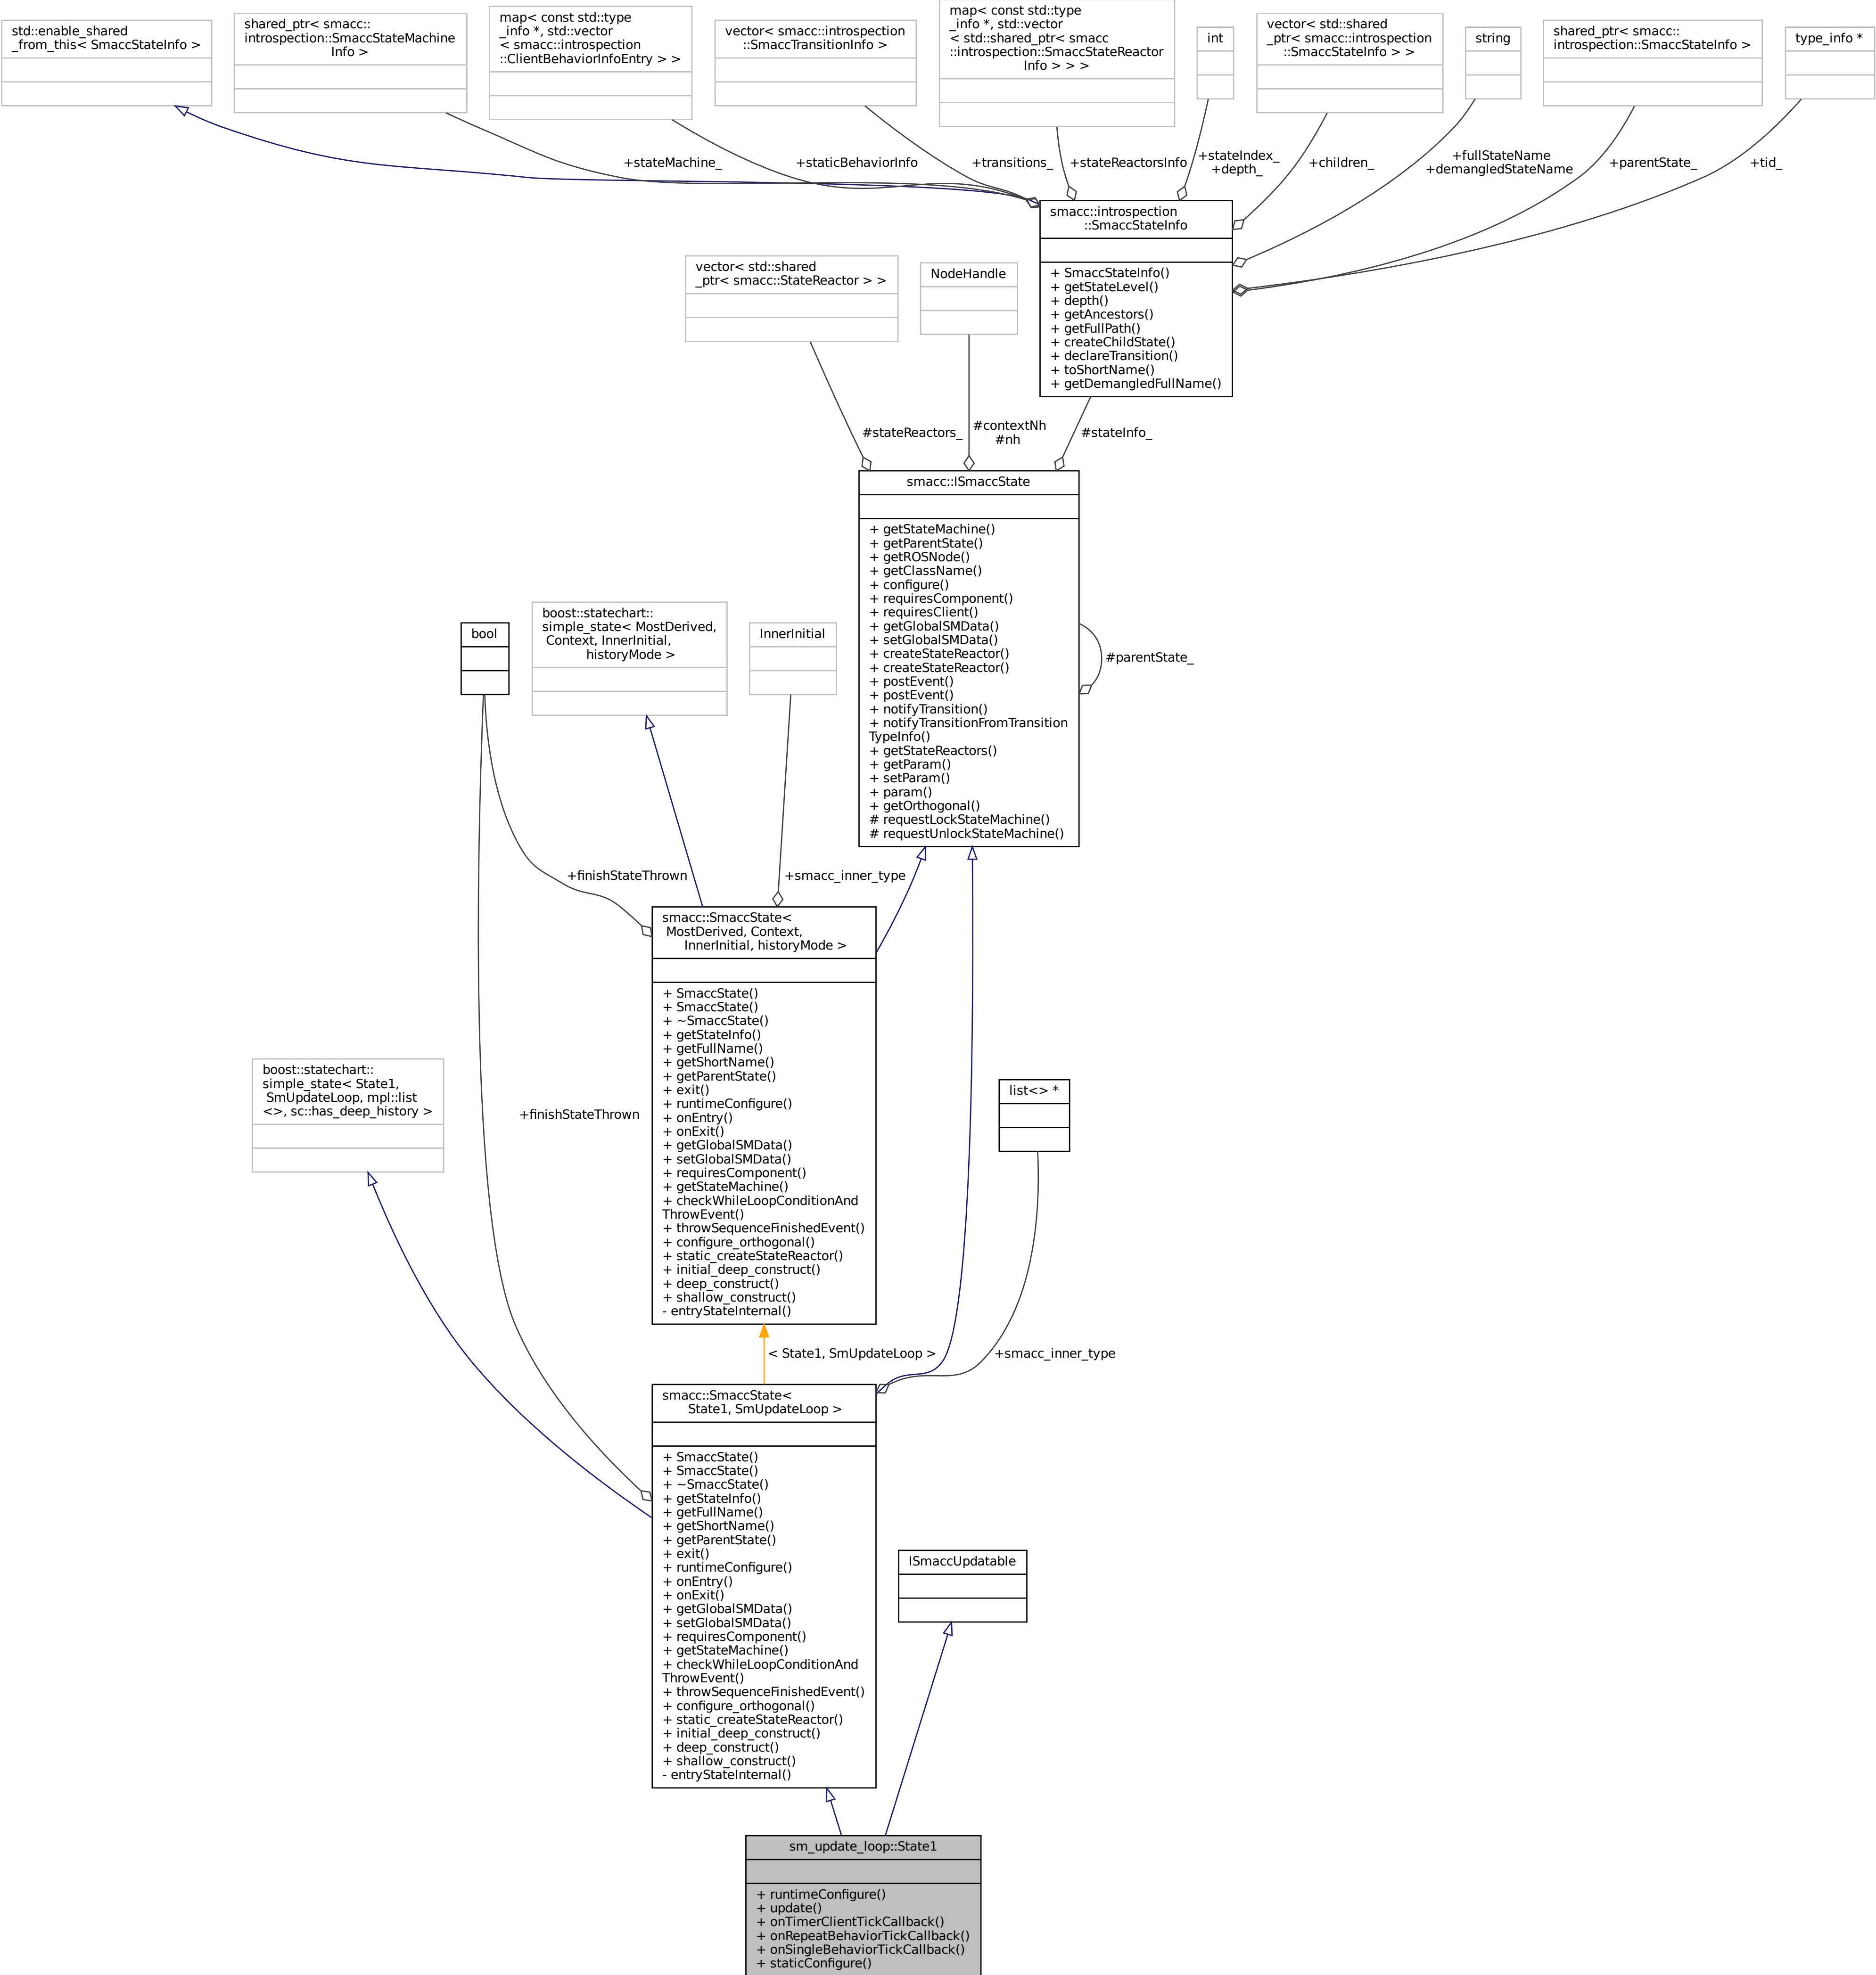 std::enable_shared
_from_this< SmaccStateInfo >
shared_ptr< smacc::
introspection::SmaccStateMachine
Info >
map< const std::type
_info *, std::vector
< smacc::introspection
::ClientBehaviorInfoEntry > >
vector< smacc::introspection
::SmaccTransitionInfo >
map< const std::type
_info *, std::vector
< std::shared_ptr< smacc
::introspection::SmaccStateReactor
Info > > >
int
vector< std::shared
_ptr< smacc::introspection
::SmaccStateInfo > >
string
shared_ptr< smacc::
introspection::SmaccStateInfo >
type_info *
+stateMachine_
+staticBehaviorInfo
+transitions_
+stateReactorsInfo
+stateIndex_
+depth_
+children_
+fullStateName
+demangledStateName
+parentState_
+tid_
smacc::introspection
::SmaccStateInfo
+ SmaccStateInfo()
+ getStateLevel()
+ depth()
+ getAncestors()
+ getFullPath()
+ createChildState()
+ declareTransition()
+ toShortName()
+ getDemangledFullName()
vector< std::shared
_ptr< smacc::StateReactor > >
NodeHandle
#stateReactors_
#contextNh
#nh
#stateInfo_
smacc::ISmaccState
+ getStateMachine()
+ getParentState()
+ getROSNode()
+ getClassName()
+ configure()
+ requiresComponent()
+ requiresClient()
+ getGlobalSMData()
+ setGlobalSMData()
+ createStateReactor()
+ createStateReactor()
+ postEvent()
+ postEvent()
+ notifyTransition()
+ notifyTransitionFromTransition
TypeInfo()
+ getStateReactors()
+ getParam()
+ setParam()
+ param()
+ getOrthogonal()
# requestLockStateMachine()
# requestUnlockStateMachine()
#parentState_
bool
boost::statechart::
simple_state< MostDerived,
Context, InnerInitial,
historyMode >
InnerInitial
+finishStateThrown
+smacc_inner_type
smacc::SmaccState<
MostDerived, Context,
InnerInitial, historyMode >
+ SmaccState()
+ SmaccState()
+ ~SmaccState()
+ getStateInfo()
+ getFullName()
+ getShortName()
+ getParentState()
+ exit()
+ runtimeConfigure()
+ onEntry()
+ onExit()
+ getGlobalSMData()
+ setGlobalSMData()
+ requiresComponent()
+ getStateMachine()
+ checkWhileLoopConditionAnd
ThrowEvent()
+ throwSequenceFinishedEvent()
+ configure_orthogonal()
+ static_createStateReactor()
+ initial_deep_construct()
+ deep_construct()
+ shallow_construct()
- entryStateInternal()
boost::statechart::
simple_state< State1,
SmUpdateLoop, mpl::list
<>, sc::has_deep_history >
+finishStateThrown
list<> *
< State1, SmUpdateLoop >
+smacc_inner_type
smacc::SmaccState<
State1, SmUpdateLoop >
+ SmaccState()
+ SmaccState()
+ ~SmaccState()
+ getStateInfo()
+ getFullName()
+ getShortName()
+ getParentState()
+ exit()
+ runtimeConfigure()
+ onEntry()
+ onExit()
+ getGlobalSMData()
+ setGlobalSMData()
+ requiresComponent()
+ getStateMachine()
+ checkWhileLoopConditionAnd
ThrowEvent()
+ throwSequenceFinishedEvent()
+ configure_orthogonal()
+ static_createStateReactor()
+ initial_deep_construct()
+ deep_construct()
+ shallow_construct()
- entryStateInternal()
ISmaccUpdatable
sm_update_loop::State1
+ runtimeConfigure()
+ update()
+ onTimerClientTickCallback()
+ onRepeatBehaviorTickCallback()
+ onSingleBehaviorTickCallback()
+ staticConfigure()